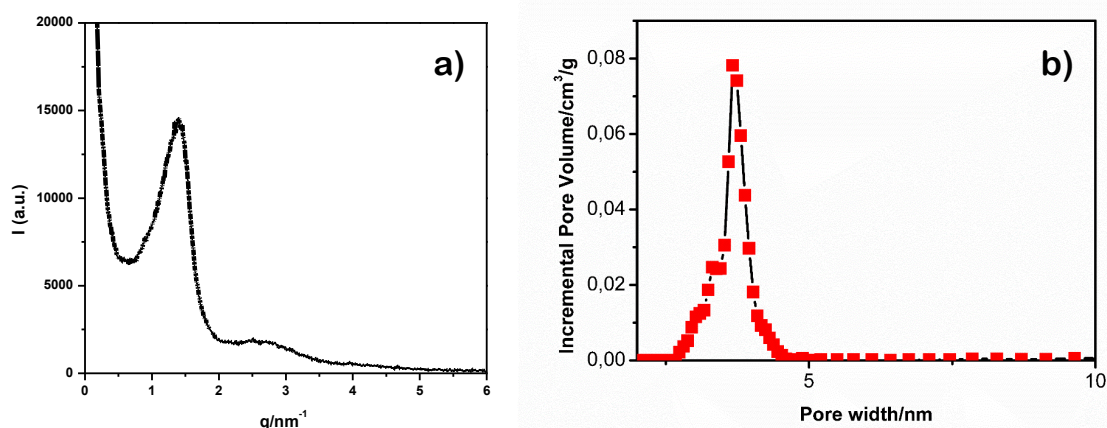 a)
I (a.u.)
20000
15000
10000
5000
0
0 1 2 3 4 5 6
q/nm⁻¹
b)
Incremental Pore Volume/cm³/g
0,08
0,06
0,04
0,02
0,00
5 10
Pore width/nm